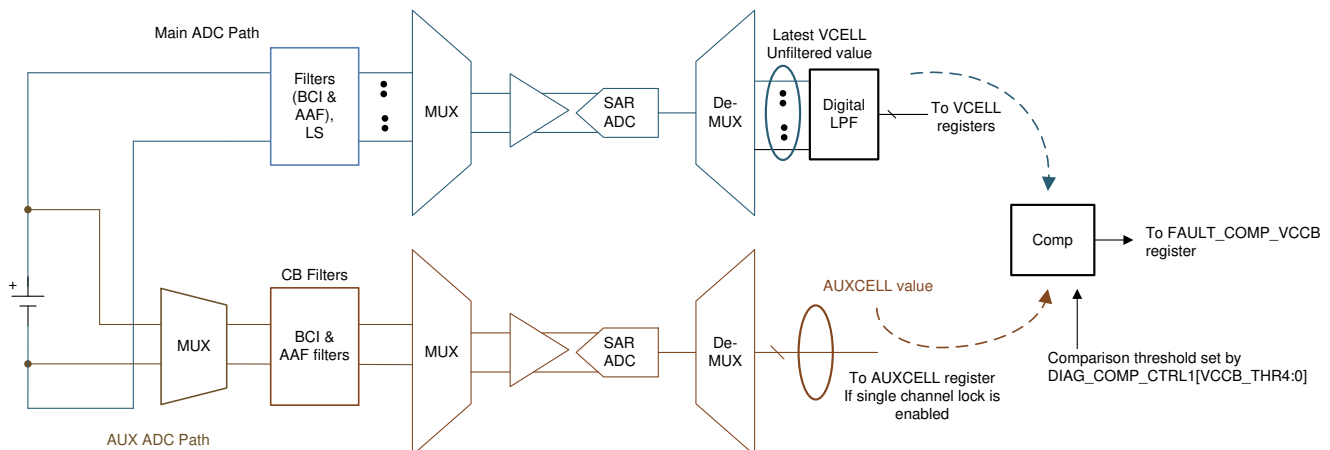 Main ADC Path
Filters
(BCI &
AAF),
LS
MUX
SAR
ADC
De-
MUX
Latest VCELL
Unfiltered value
Digital
LPF
To VCELL
registers
Comp
To FAULT_COMP_VCCB
register
Comparison threshold set by
DIAG_COMP_CTRL1[VCCB_THR4:0]
+
MUX
CB Filters
BCI &
AAF filters
MUX
SAR
ADC
De-
MUX
AUXCELL value
To AUXCELL register
If single channel lock is
enabled
AUX ADC Path